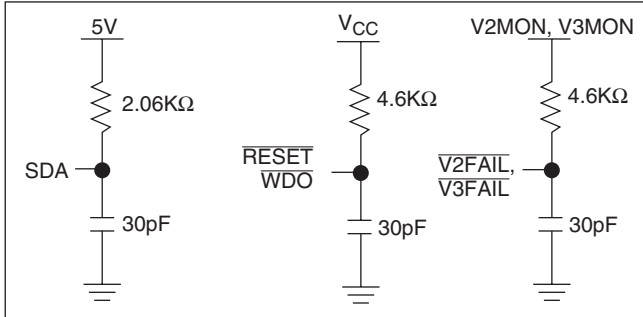 5V
2.06KΩ
SDA
30pF
VCC
4.6KΩ
RESET
WDO
30pF
V2MON, V3MON
4.6KΩ
V2FAIL,
V3FAIL
30pF